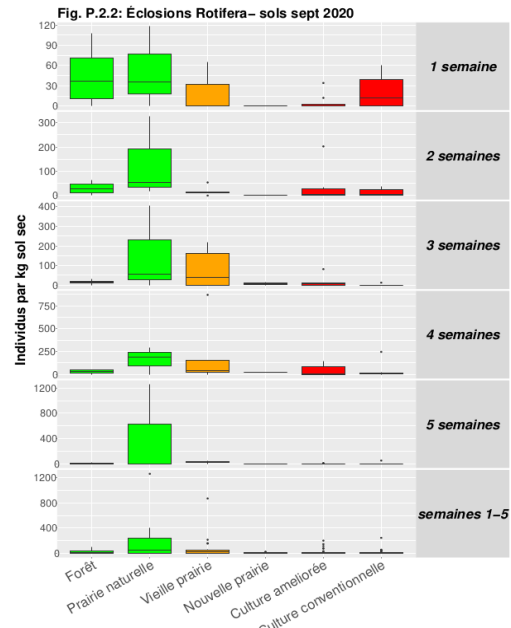 Fig. P.2.2: Éclosions Rotifera– sols sept 2020
Individus par kg sol sec
120
90
60
30
0
1 semaine
300
200
100
0
2 semaines
400
300
200
100
0
3 semaines
750
500
250
0
4 semaines
1200
800
400
0
5 semaines
1200
800
400
0
semaines 1–5
Forêt
Prairie naturelle
Vieille prairie
Nouvelle prairie
Culture ameliorée
Culture conventionnelle